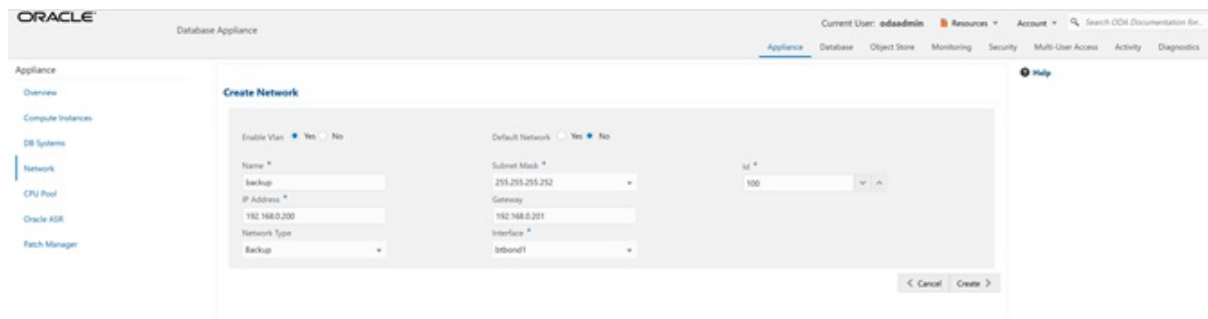 ORACLE
Database Appliance
Current User: odaadmin Resources Account Search ODA Documentation for...
Appliance Database Object Store Monitoring Security Multi-User Access Activity Diagnostics
Appliance
Overview
Compute Instances
DB Systems
Network
CPU Pool
Oracle ASR
Patch Manager
Create Network
Enable Vlan Yes No Default Network Yes No
Name * Subnet Mask * Id *
backup 255.255.255.252 100
IP Address * Gateway
192.168.0.200 192.168.0.201
Network Type Interface *
Backup btbond1
Cancel Create
Help